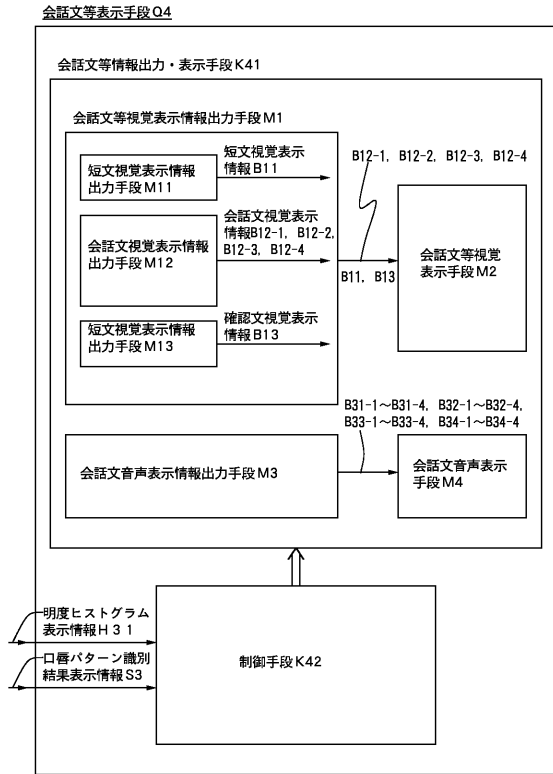 会話文等表示手段Q4
会話文等情報出力・表示手段K41
会話文等視覚表示情報出力手段M1
短文視覚表示情報
出力手段M11
短文視覚表示
情報B11
会話文視覚表示情報
出力手段M12
会話文視覚表示
情報B12-1, B12-2,
B12-3, B12-4
短文視覚表示情報
出力手段M13
確認文視覚表示
情報B13
B12-1, B12-2, B12-3, B12-4
B11, B13
会話文等視覚
表示手段M2
会話文音声表示情報出力手段M3
B31-1〜B31-4, B32-1〜B32-4,
B33-1〜B33-4, B34-1〜B34-4
会話文音声表示
手段M4
明度ヒストグラム
表示情報H31
口唇パターン識別
結果表示情報S3
制御手段K42